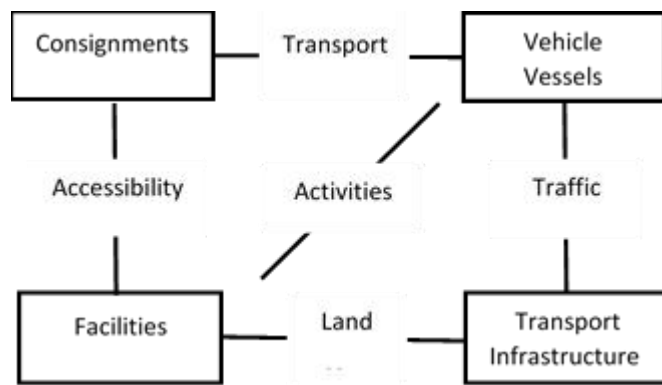 Consignments
Transport
Vehicle
Vessels
Accessibility
Activities
Traffic
Facilities
Land
Transport
Infrastructure